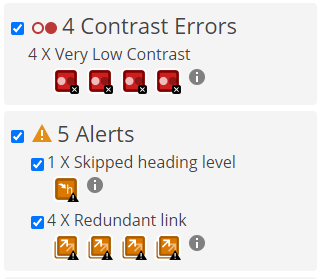 4 Contrast Errors
4 X Very Low Contrast
5 Alerts
1 X Skipped heading level
4 X Redundant link